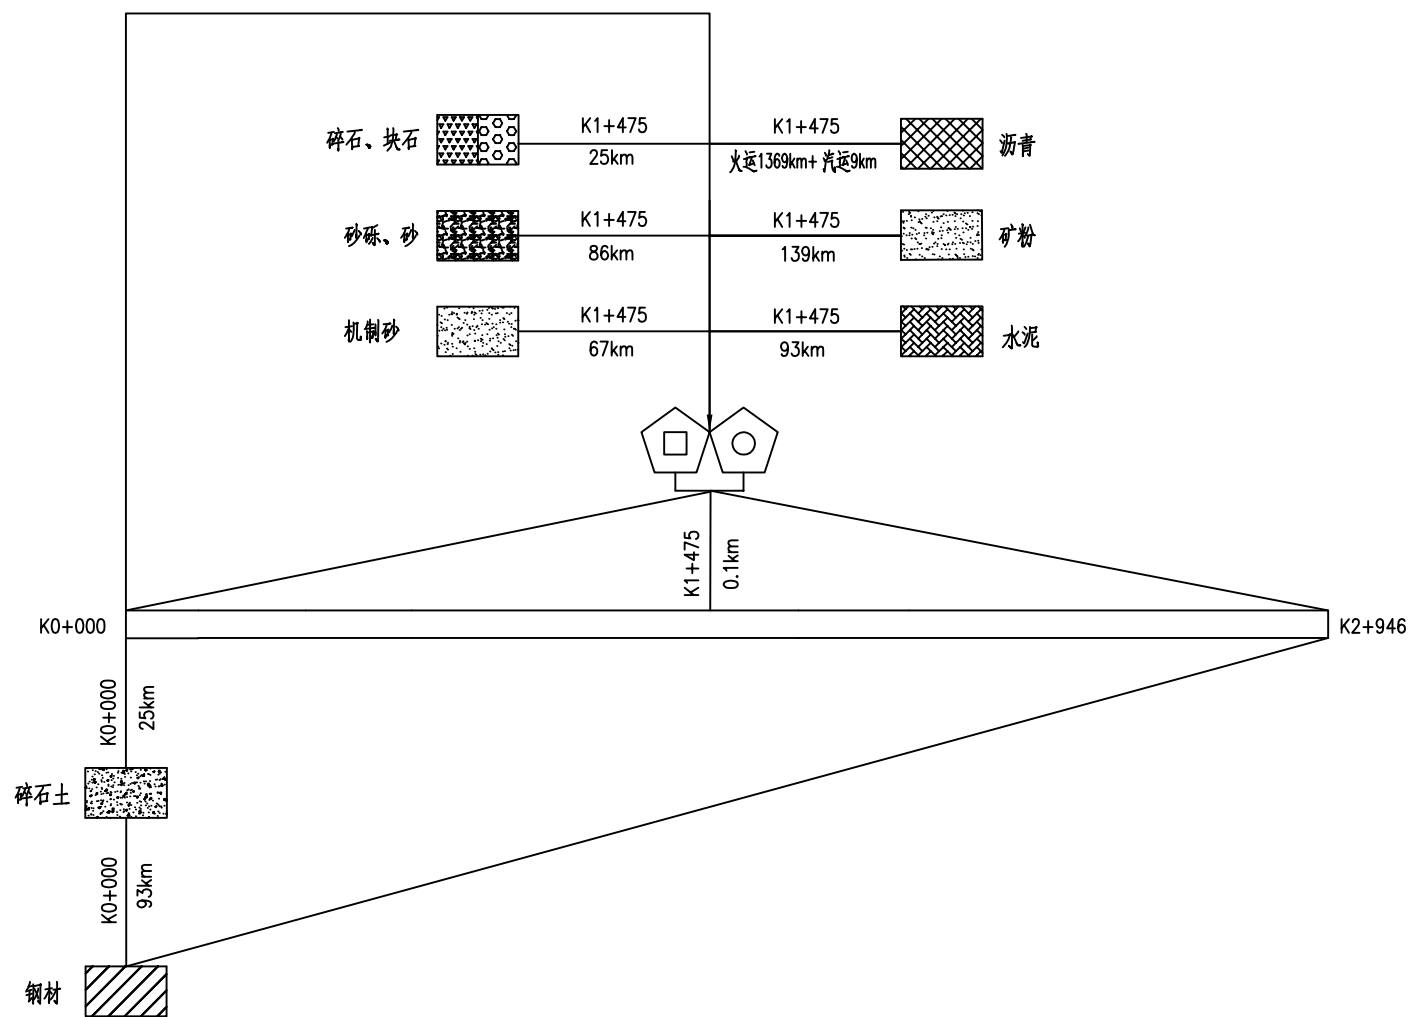 碎石、块石
K1+475
25km
K1+475
火运1369km+ 汽运9km
沥青
砂砾、砂
K1+475
86km
K1+475
139km
矿粉
机制砂
K1+475
67km
K1+475
93km
水泥
K1+475
0.1km
K0+000
K2+946
K0+000
25km
碎石土
K0+000
93km
钢材